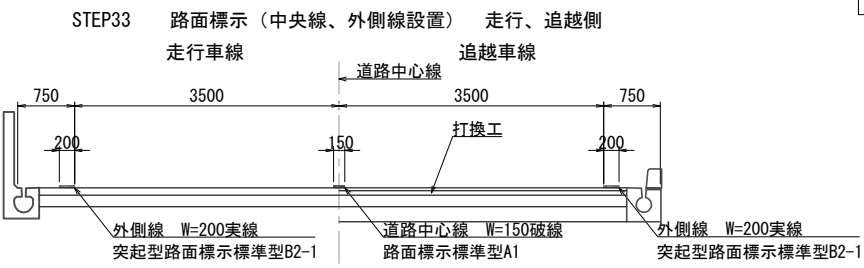 STEP33　路面標示（中央線、外側線設置）　走行、追越側
走行車線　追越車線
道路中心線
750　3500　3500　750
打換工
200　150　200
外側線　W=200実線　道路中心線　W=150破線　外側線　W=200実線
突起型路面標示標準型B2-1　路面標示標準型A1　突起型路面標示標準型B2-1